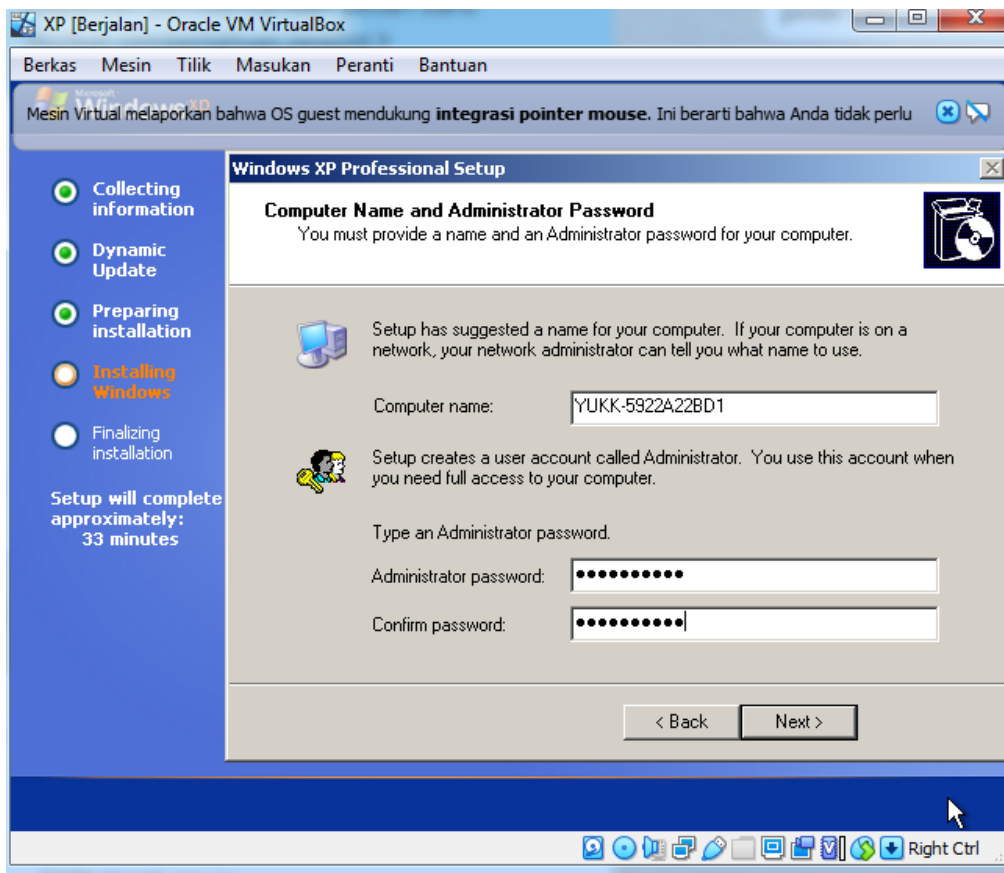 XP [Berjalan] - Oracle VM VirtualBox
Berkas Mesin Tilik Masukan Peranti Bantuan
Microsoft
Windows XP
Mesin Virtual melaporkan bahwa OS guest mendukung integrasi pointer mouse. Ini berarti bahwa Anda tidak perlu
Windows XP Professional Setup
Collecting
information
Dynamic
Update
Preparing
installation
Installing
Windows
Finalizing
installation
Setup will complete
approximately:
33 minutes
Computer Name and Administrator Password
You must provide a name and an Administrator password for your computer.
Setup has suggested a name for your computer. If your computer is on a
network, your network administrator can tell you what name to use.
Computer name: YUKK-5922A22BD1
Setup creates a user account called Administrator. You use this account when
you need full access to your computer.
Type an Administrator password.
Administrator password: ●●●●●●●●●●
Confirm password: ●●●●●●●●●●
< Back Next >
Right Ctrl